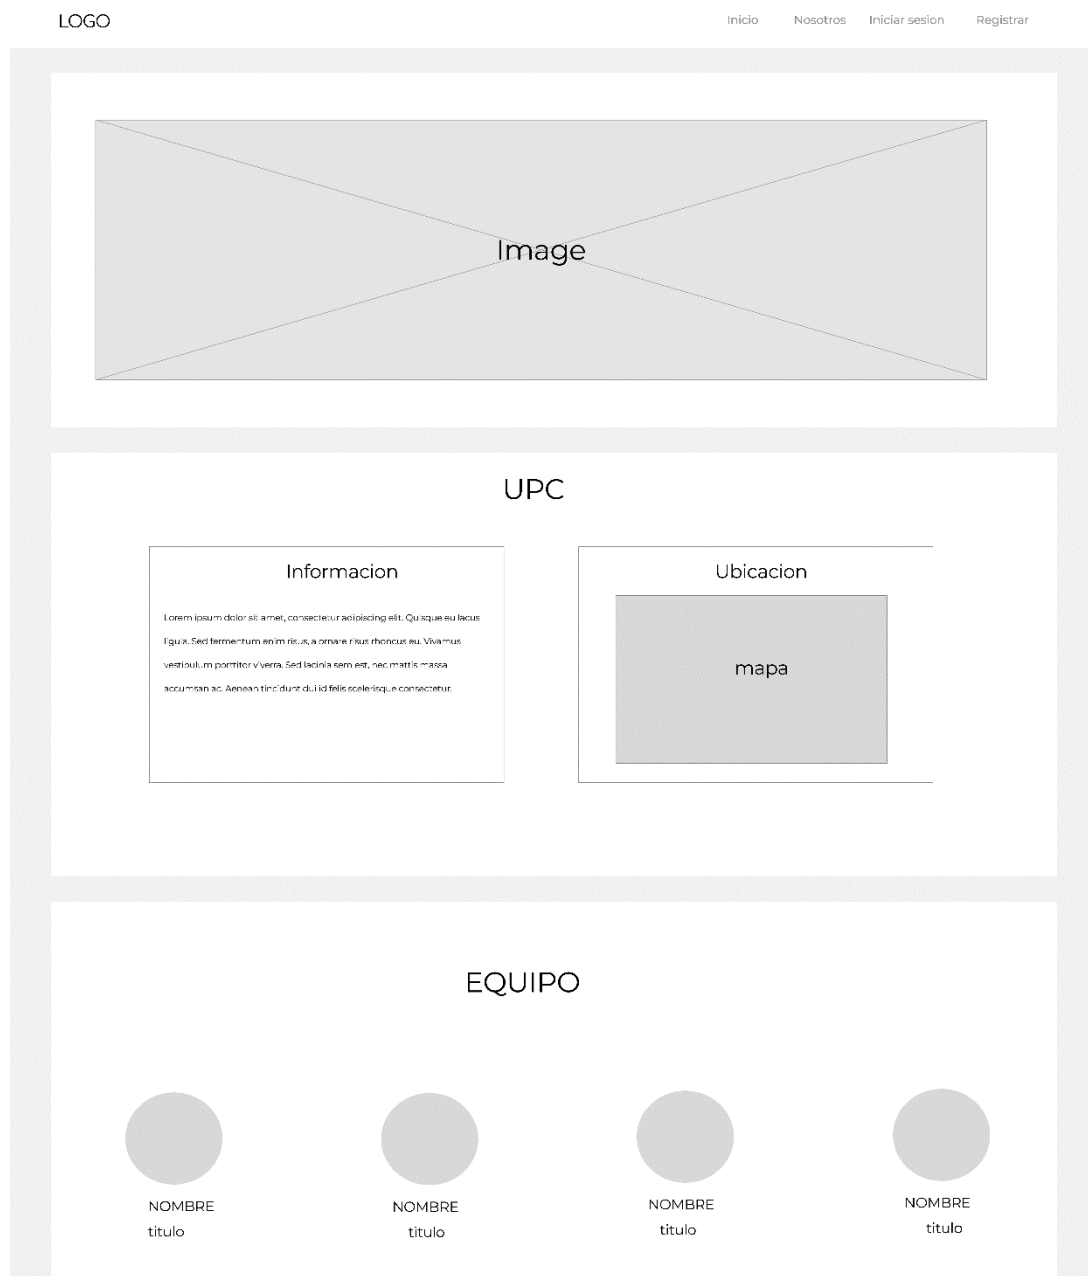 LOGO
Inicio Nosotros Iniciar sesion Registrar
Image
UPC
Informacion
Lorem ipsum dolor sit amet, consectetur adipiscing elit. Quisque eu lacus
ligula. Sed fermentum enim risus, a ornare risus rhoncus eu. Vivamus
vestibulum porttitor viverra. Sed lacinia sem est, nec mattis massa
accumsan ac. Aenean tincidunt dui id felis scelerisque consectetur.
Ubicacion
mapa
EQUIPO
NOMBRE
titulo
NOMBRE
titulo
NOMBRE
titulo
NOMBRE
titulo